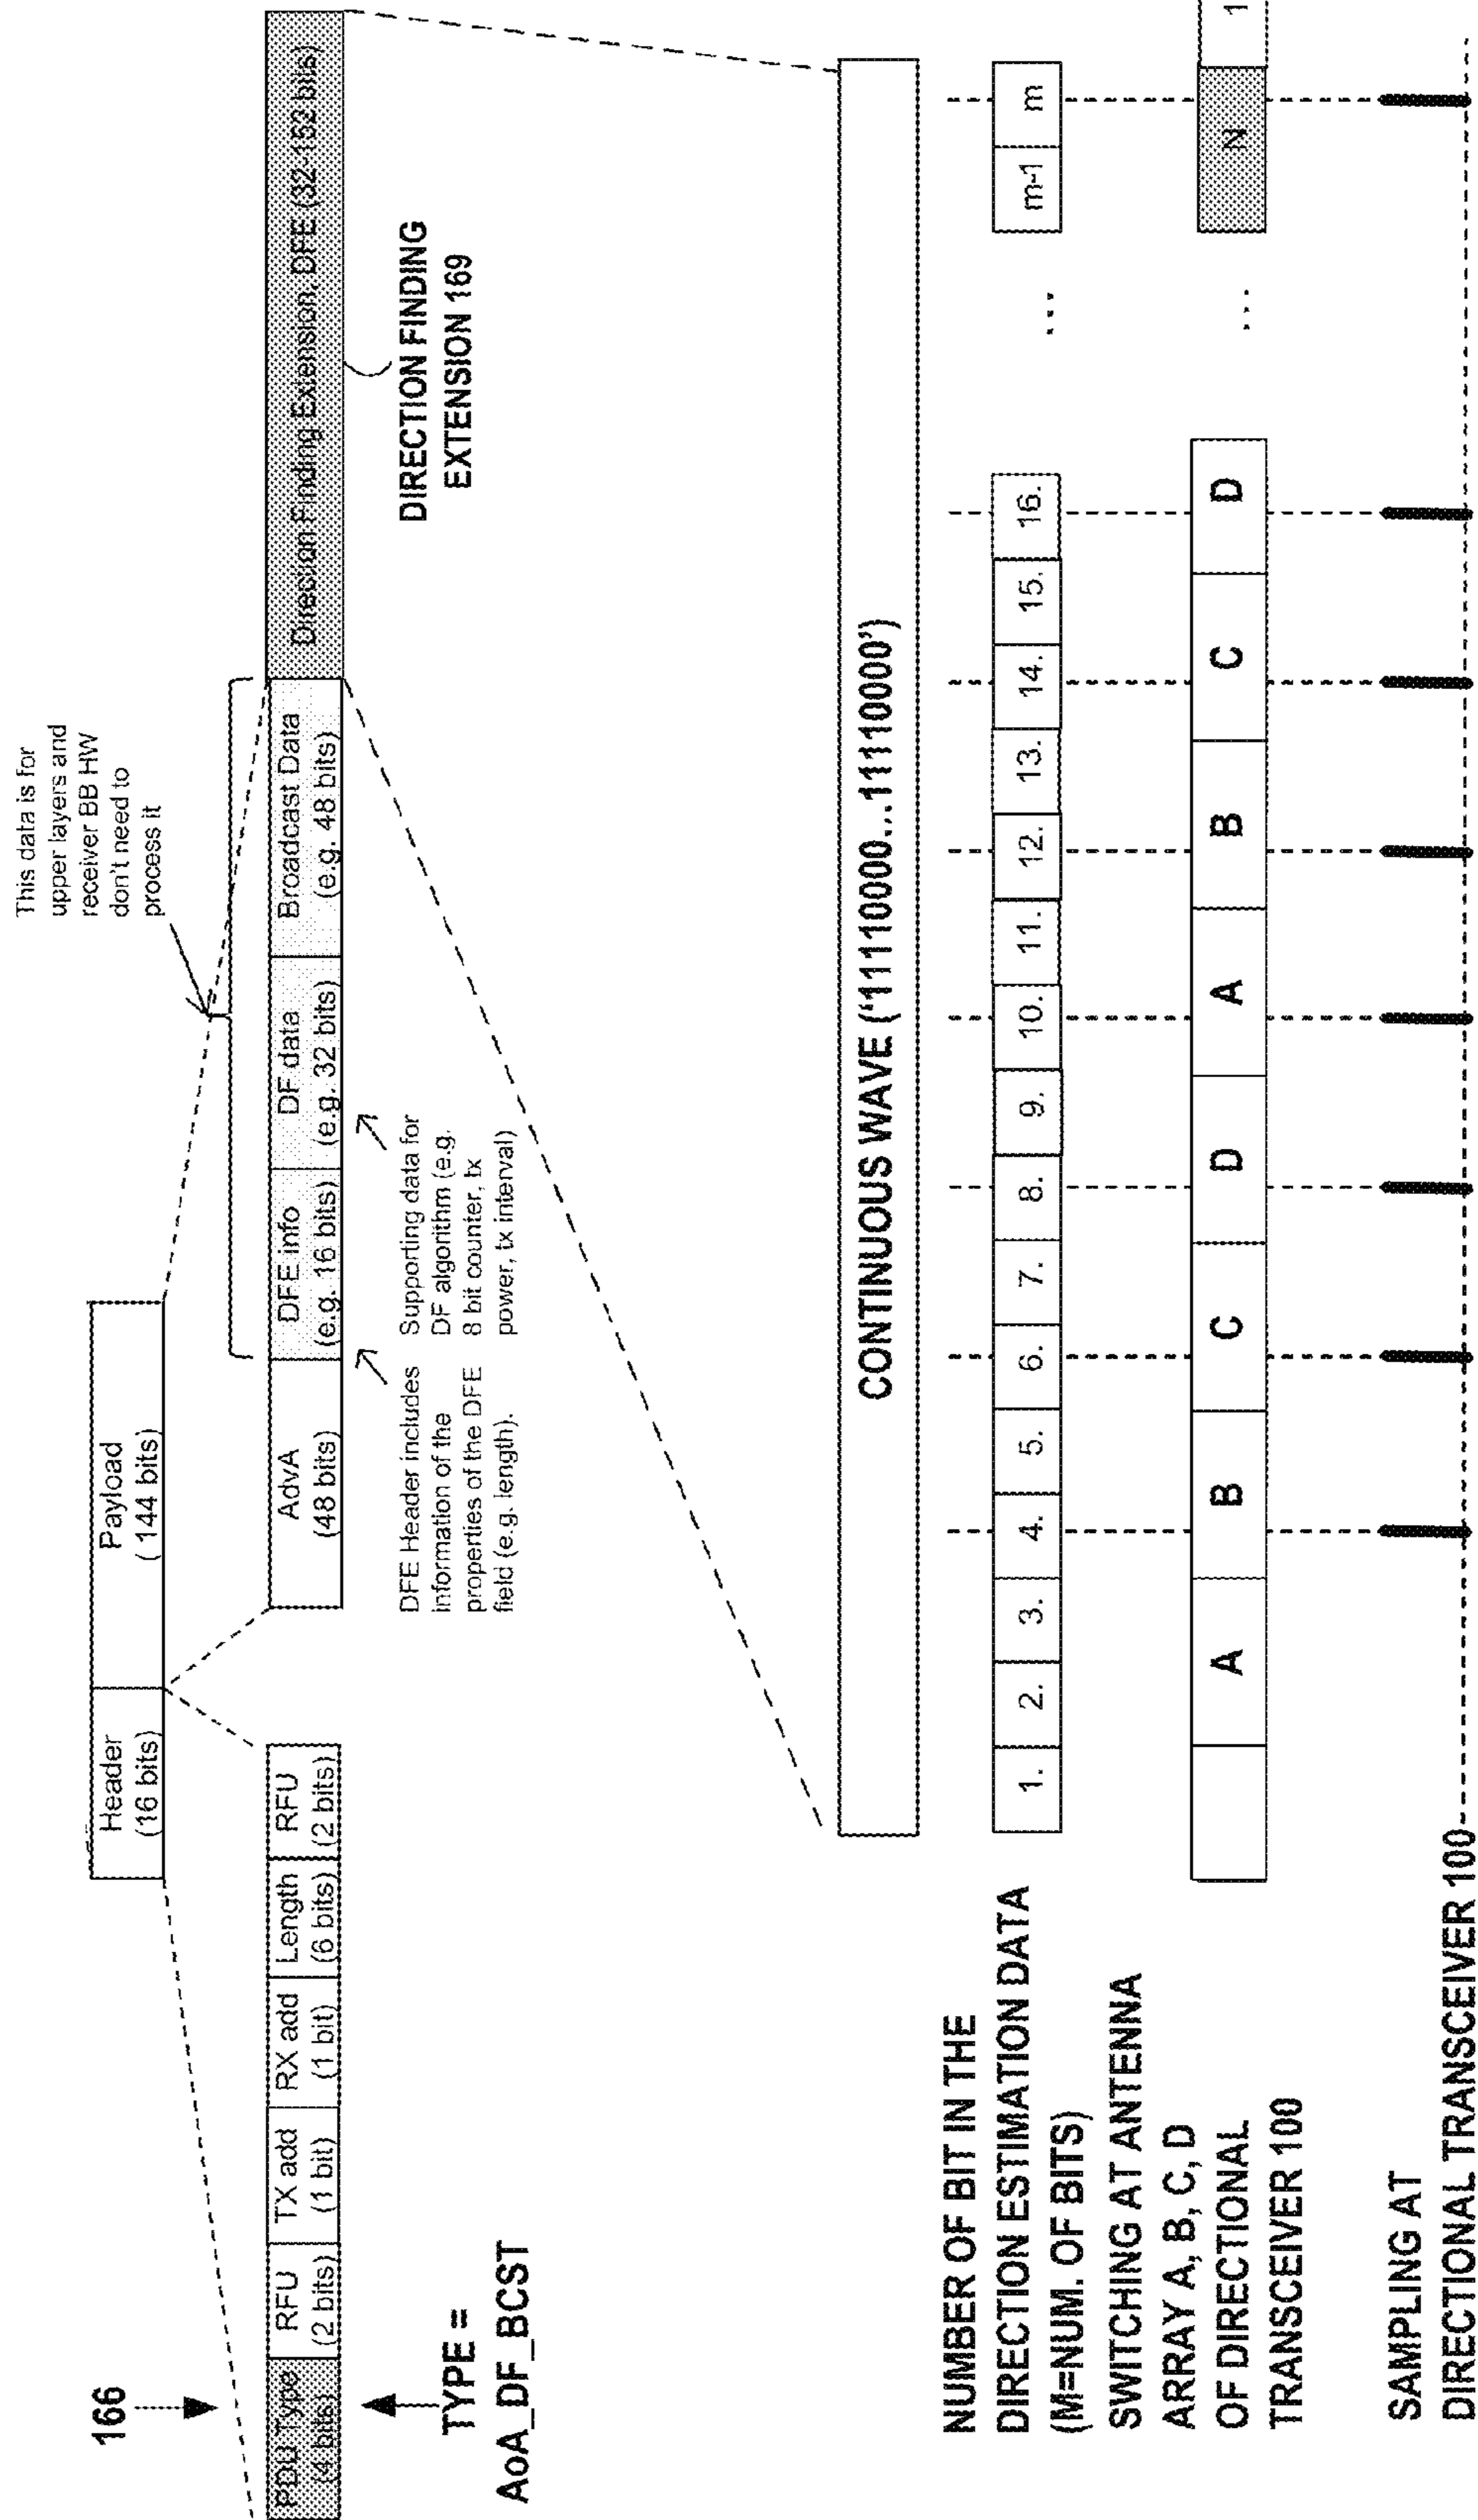 166
Header
(16 bits)
Payload
(144 bits)
PDU Type
(4 bits)
RFU
(2 bits)
TX add
(1 bit)
RX add
(1 bit)
Length
(6 bits)
RFU
(2 bits)
TYPE =
AoA_DF_BCST
This data is for
upper layers and
receiver BB HW
don't need to
process it
AdvA
(48 bits)
DFE info
(e.g. 16 bits)
DF data
(e.g. 32 bits)
Broadcast Data
(e.g. 48 bits)
Direction Finding Extension, DFE (32-152 bits)
DFE Header includes
information of the
properties of the DFE
field (e.g. length).
Supporting data for
DF algorithm (e.g.
8 bit counter, tx
power, tx interval)
DIRECTION FINDING
EXTENSION 169
CONTINUOUS WAVE ('11110000...11110000')
NUMBER OF BIT IN THE
DIRECTION ESTIMATION DATA
(M=NUM. OF BITS)
1. 2. 3. 4. 5. 6. 7. 8. 9. 10. 11. 12. 13. 14. 15. 16. ... m-1 m
SWITCHING AT ANTENNA
ARRAY A, B, C, D
OF DIRECTIONAL
TRANSCEIVER 100
A B C D A B C D ... N 1
SAMPLING AT
DIRECTIONAL TRANSCEIVER 100